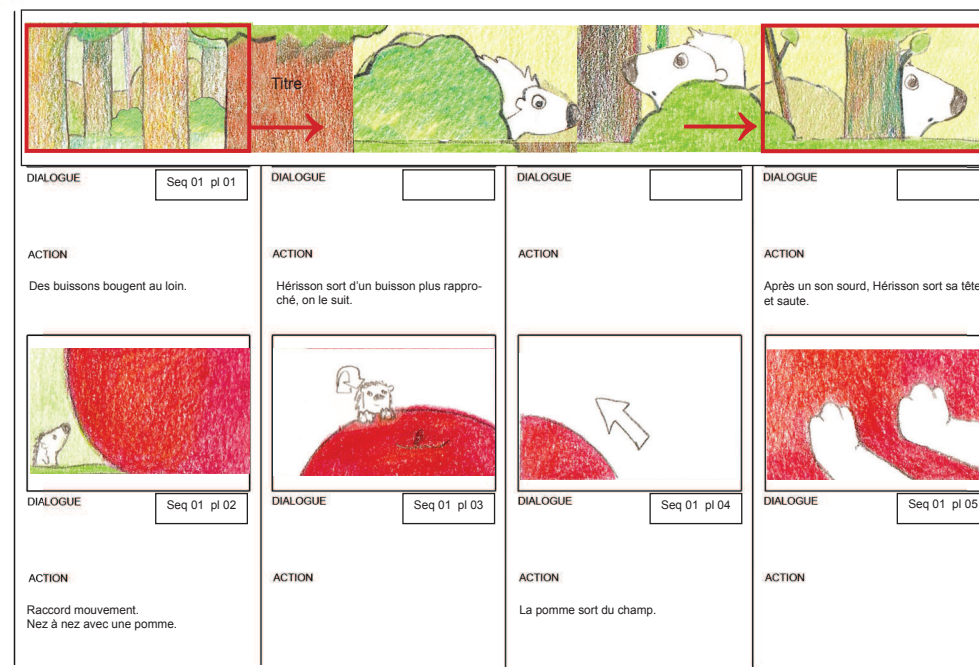 Titre
DIALOGUE
Seq 01 pl 01
DIALOGUE
DIALOGUE
DIALOGUE
ACTION
ACTION
ACTION
ACTION
Des buissons bougent au loin.
Hérisson sort d'un buisson plus rappro-
ché, on le suit.
Après un son sourd, Hérisson sort sa tête
et saute.
DIALOGUE
Seq 01 pl 02
DIALOGUE
Seq 01 pl 03
DIALOGUE
Seq 01 pl 04
DIALOGUE
Seq 01 pl 05
ACTION
ACTION
ACTION
ACTION
Raccord mouvement.
Nez à nez avec une pomme.
La pomme sort du champ.